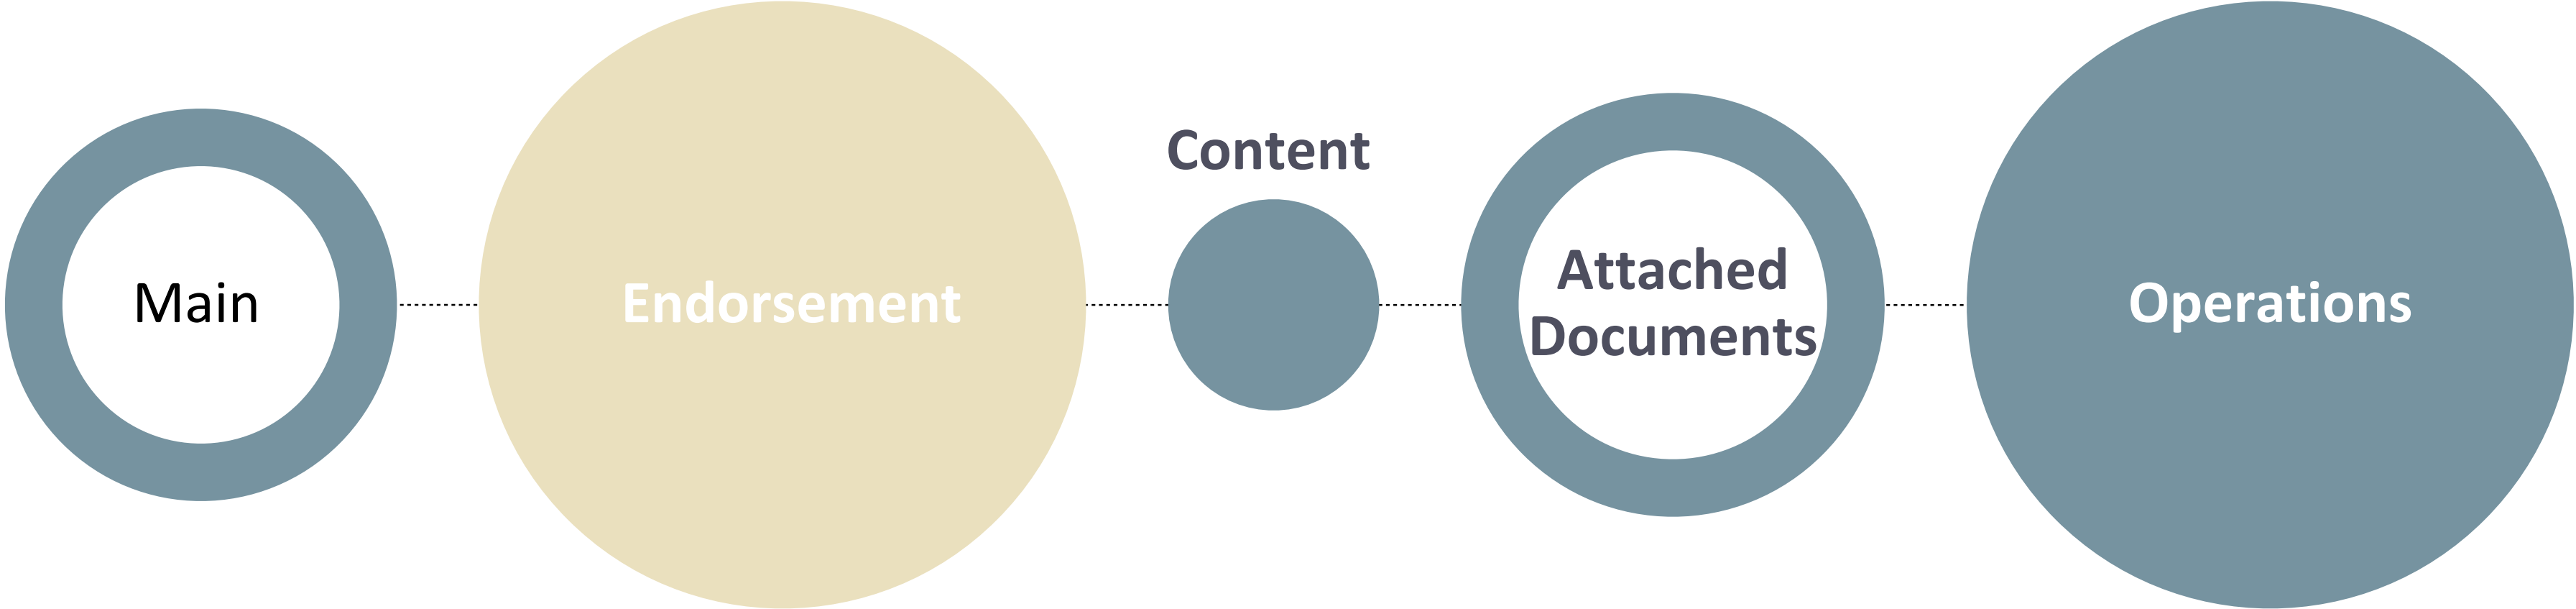 Main
Endorsement
Content
Attached
Documents
Operations